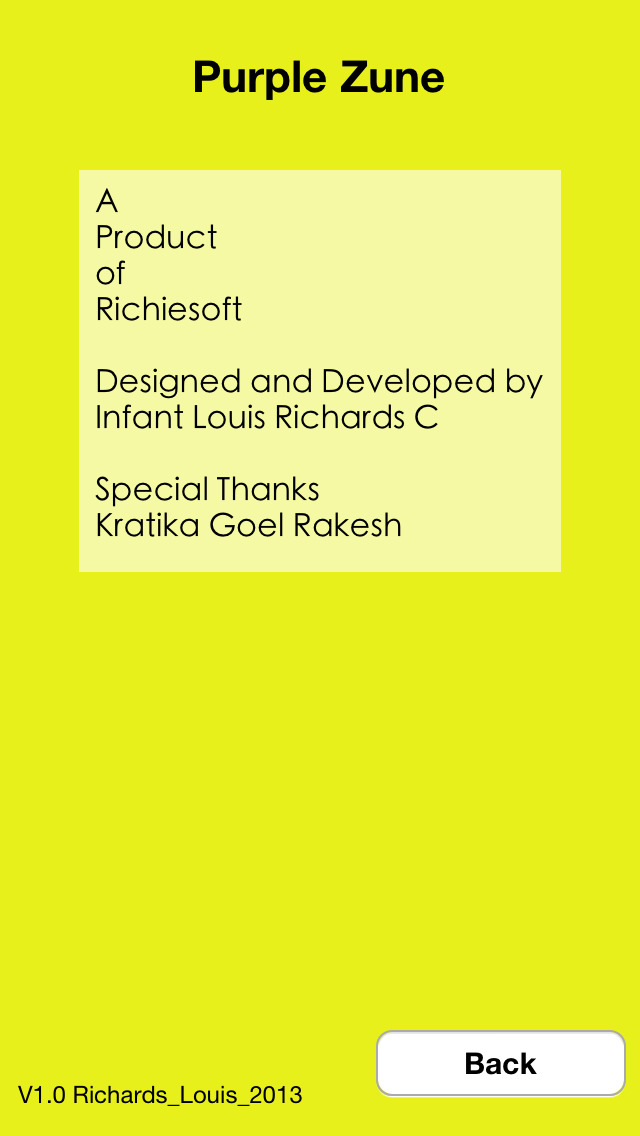 Purple Zune
A
Product
of
Richiesoft
Designed and Developed by
Infant Louis Richards C
Special Thanks
Kratika Goel Rakesh
Back
V1.0 Richards_Louis_2013